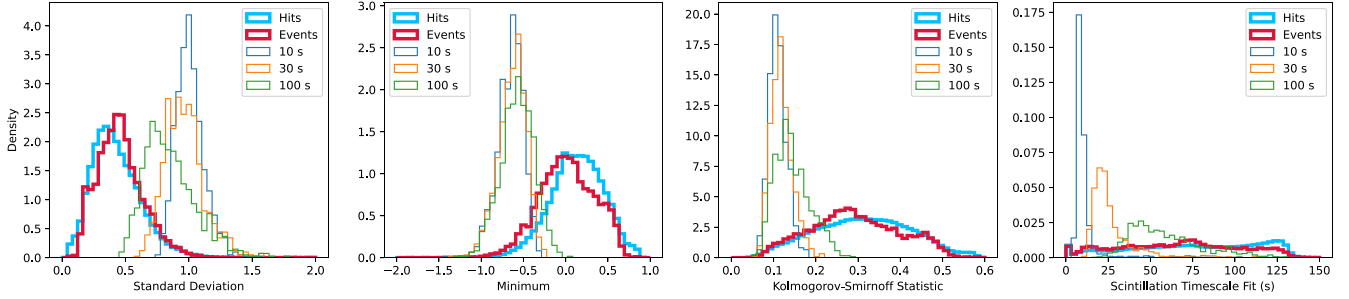 Density
4.0
3.5
3.0
2.5
2.0
1.5
1.0
0.5
0.0
0.0 0.5 1.0 1.5 2.0
Standard Deviation
Hits
Events
10 s
30 s
100 s
3.0
2.5
2.0
1.5
1.0
0.5
0.0
−2.0 −1.5 −1.0 −0.5 0.0 0.5 1.0
Minimum
Hits
Events
10 s
30 s
100 s
20.0
17.5
15.0
12.5
10.0
7.5
5.0
2.5
0.0
0.0 0.1 0.2 0.3 0.4 0.5 0.6
Kolmogorov–Smirnoff Statistic
Hits
Events
10 s
30 s
100 s
0.175
0.150
0.125
0.100
0.075
0.050
0.025
0.000
0 25 50 75 100 125 150
Scintillation Timescale Fit (s)
Hits
Events
10 s
30 s
100 s